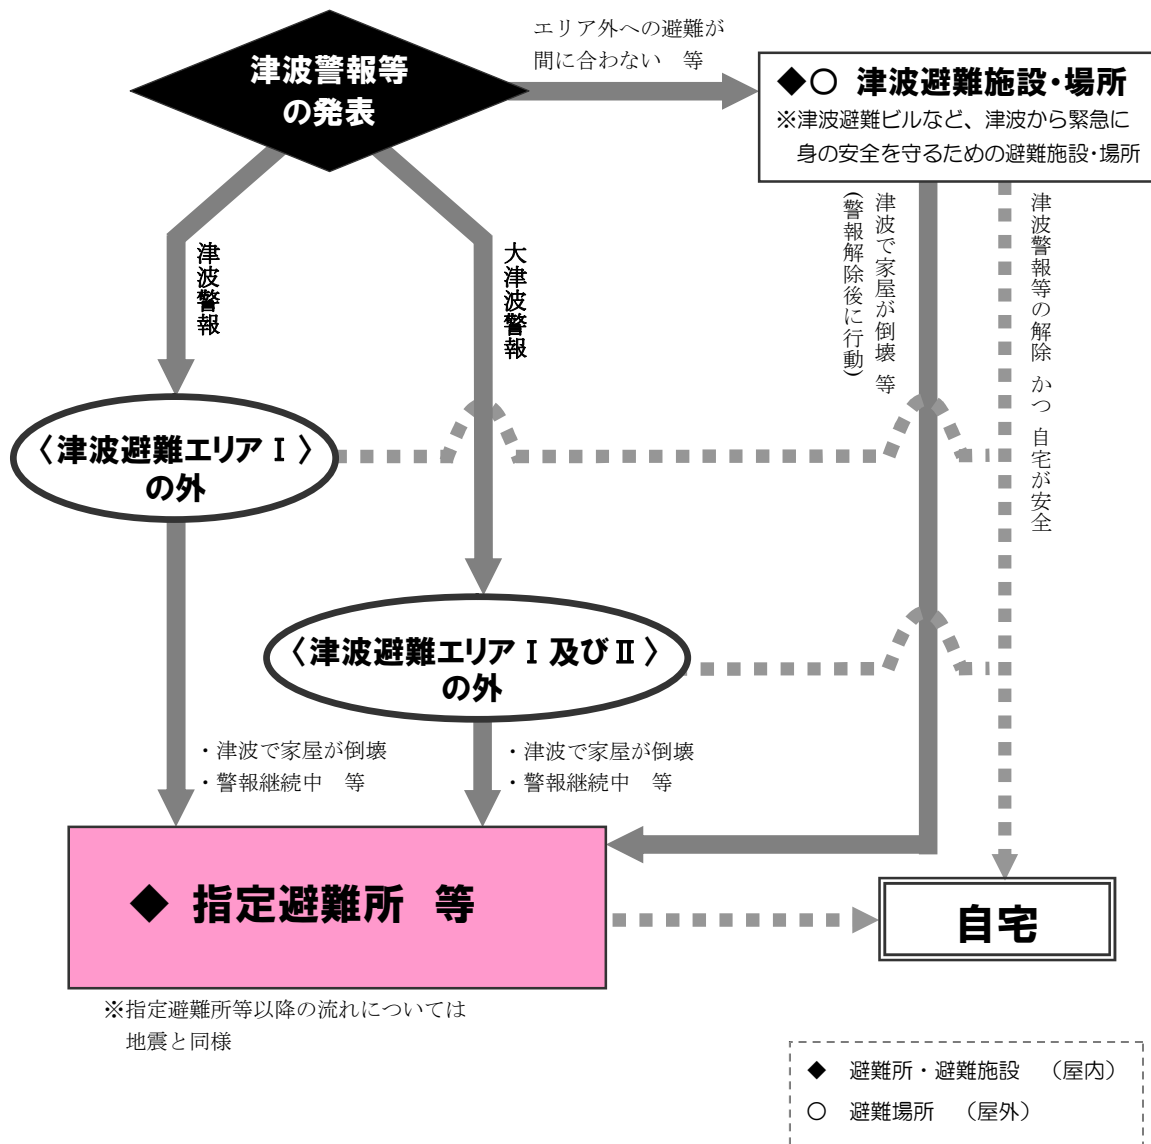 津波警報等
の発表
エリア外への避難が
間に合わない　等
◆〇 津波避難施設・場所
※津波避難ビルなど、津波から緊急に
身の安全を守るための避難施設・場所
津波警報
大津波警報
津波で家屋が倒壊 等
(警報解除後に行動)
津波警報等の解除 かつ 自宅が安全
〈津波避難エリアⅠ〉
の外
〈津波避難エリアⅠ及びⅡ〉
の外
・津波で家屋が倒壊
・警報継続中　等
・津波で家屋が倒壊
・警報継続中　等
◆ 指定避難所　等
自宅
※指定避難所等以降の流れについては
地震と同様
◆　避難所・避難施設　（屋内）
〇　避難場所　（屋外）